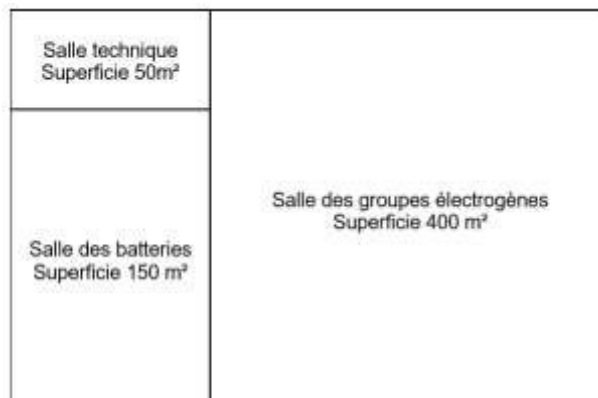 Salle technique
Superficie 50m²
Salle des groupes électrogènes
Superficie 400 m²
Salle des batteries
Superficie 150 m²